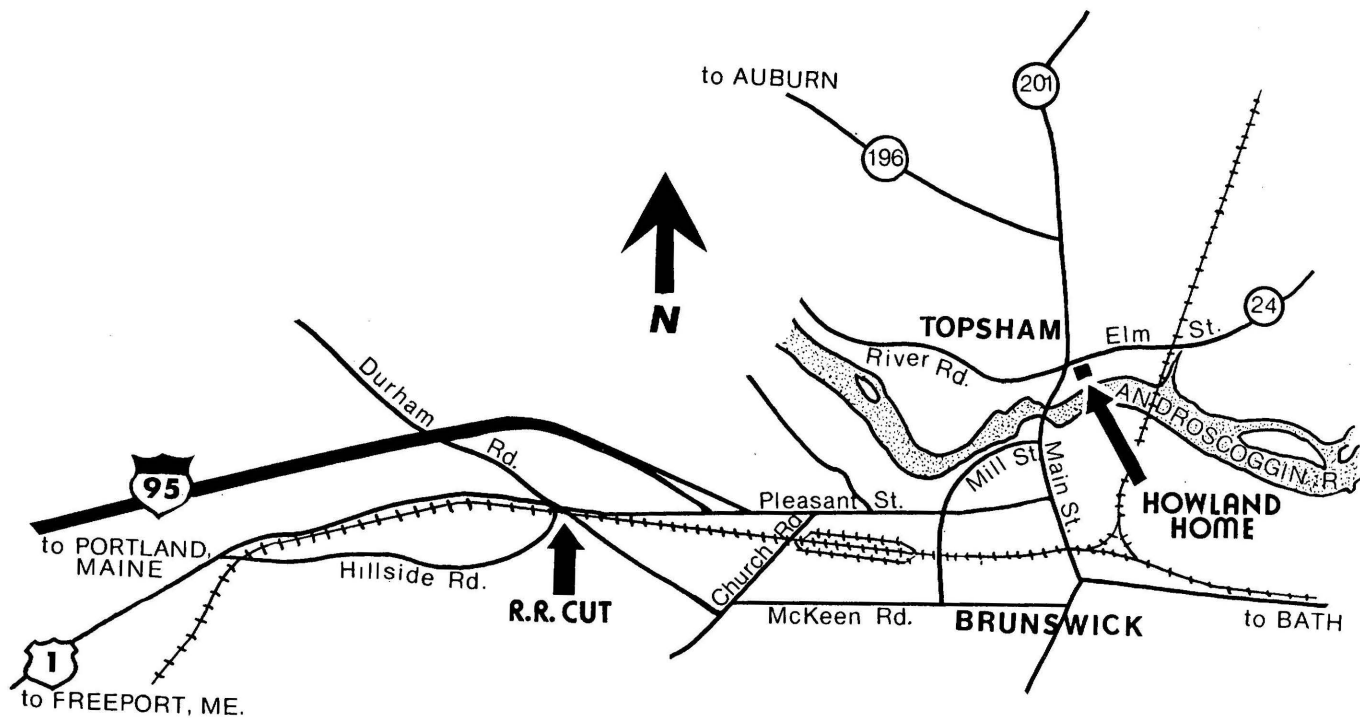 to AUBURN
201
196
N
24
TOPSHAM
Elm St.
River Rd.
Durham Rd.
ANDROSCOGGIN R
95
Mill St.
Main St.
Pleasant St.
HOWLAND
HOME
to PORTLAND,
MAINE
Hillside Rd.
Church Rd.
R.R. CUT
McKeen Rd.
BRUNSWICK
to BATH
1
to FREEPORT, ME.